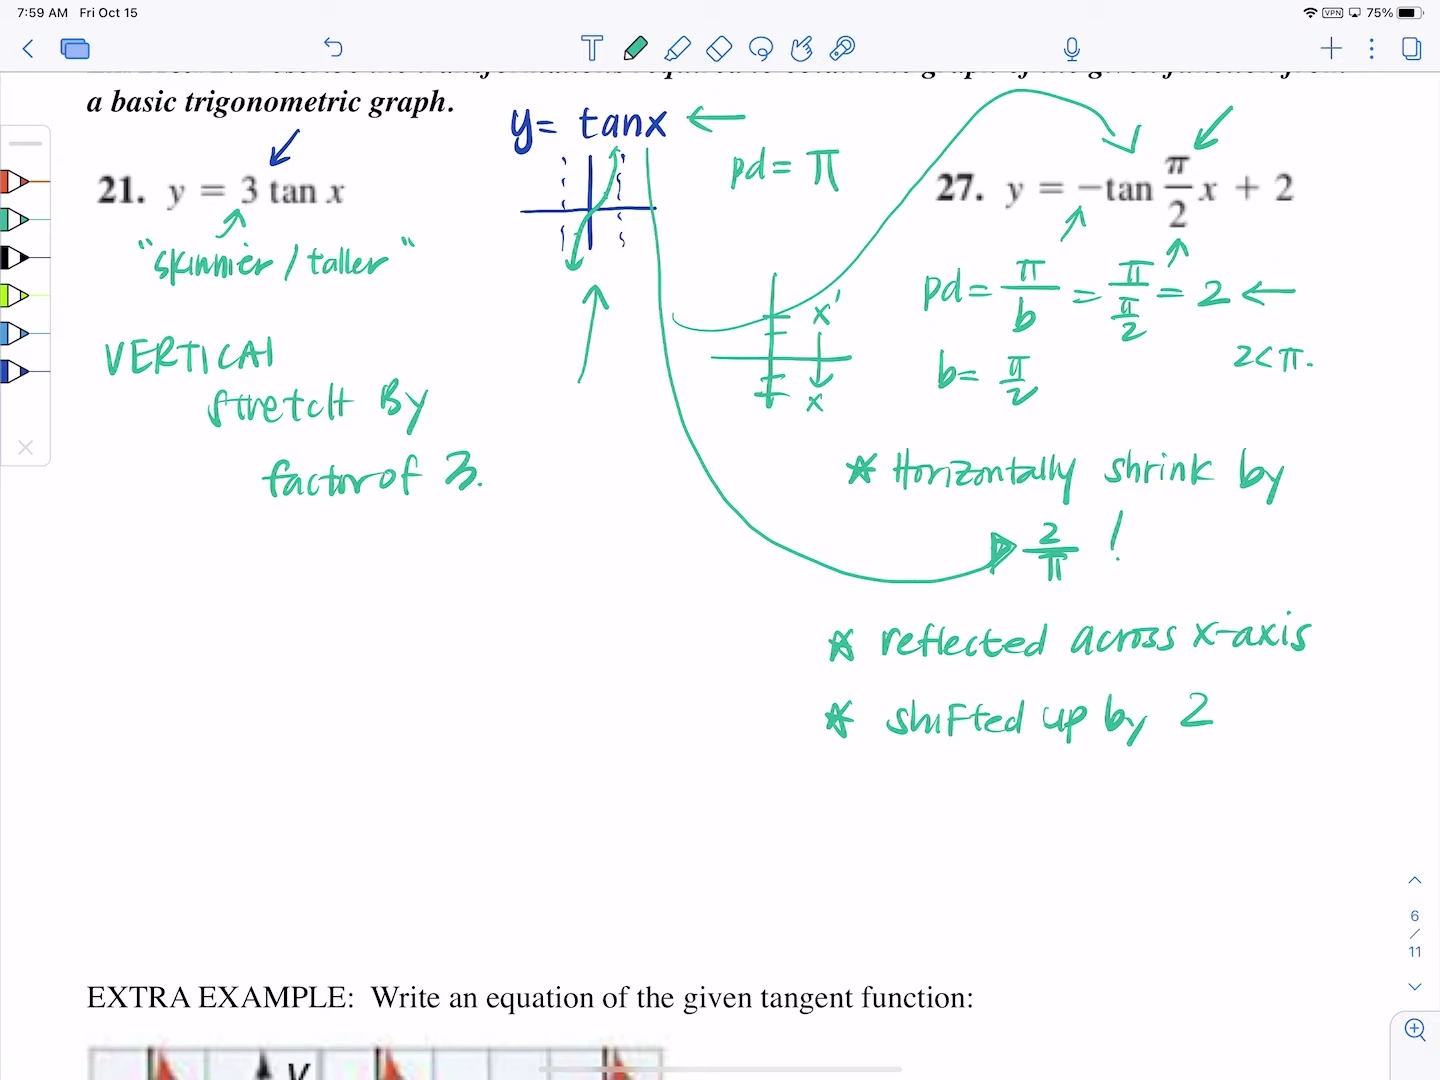 7:59 AM Fri Oct 15
VPN 75%
a basic trigonometric graph.
y = tanx
pd = π
21. y = 3 tan x
"skinnier / taller"
VERTICAl
stretch By
factor of 3.
27. y = −tan π/2 x + 2
pd = π/b = π/(π/2) = 2
2 < π.
b = π/2
x'
x
* Horizontally shrink by
2/π !
* reflected across x-axis
* shifted up by 2
6
/
11
EXTRA EXAMPLE: Write an equation of the given tangent function:
y